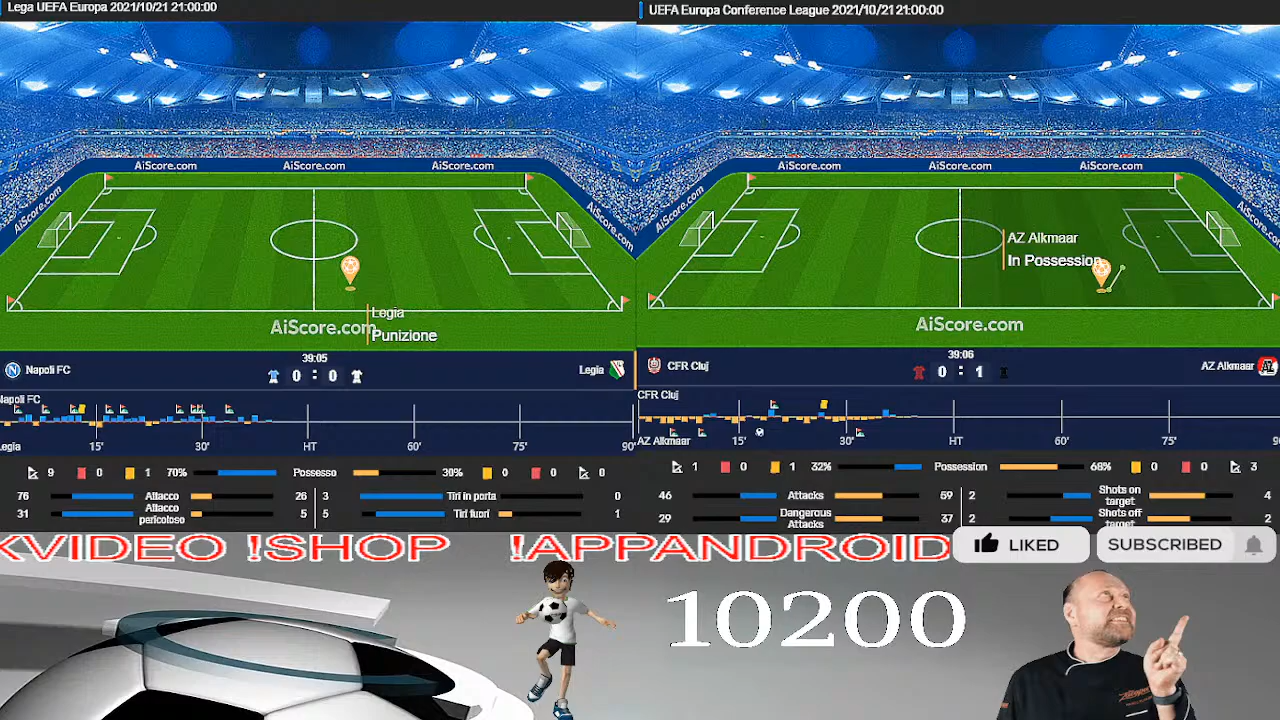 Lega UEFA Europa 2021/10/21 21:00:00
AiScore.com AiScore.com AiScore.com
AiScore.com
AiScore.com
AiScore.com
Legia
Punizione
39:05
Napoli FC 0 : 0 Legia
Napoli FC
Legia 15' 30' HT 60' 75' 90'
9 0 1 70% Possesso 30% 0 0 0
76 Attacco 26 3 Tiri in porta 0
31 Attacco pericoloso 5 5 Tiri fuori 1
UEFA Europa Conference League 2021/10/21 21:00:00
AiScore.com AiScore.com AiScore.com
AiScore.com
AiScore.com
AZ Alkmaar
In Possession
AiScore.com
39:06
CFR Cluj 0 : 1 AZ Alkmaar
CFR Cluj
AZ Alkmaar 15' 30' HT 60' 75'
1 0 1 32% Possession 68% 0 0 3
46 Attacks 59 2 Shots on target 4
29 Dangerous Attacks 37 2 Shots off target 2
KVIDEO !SHOP !APPANDROID
LIKED
SUBSCRIBED
10200